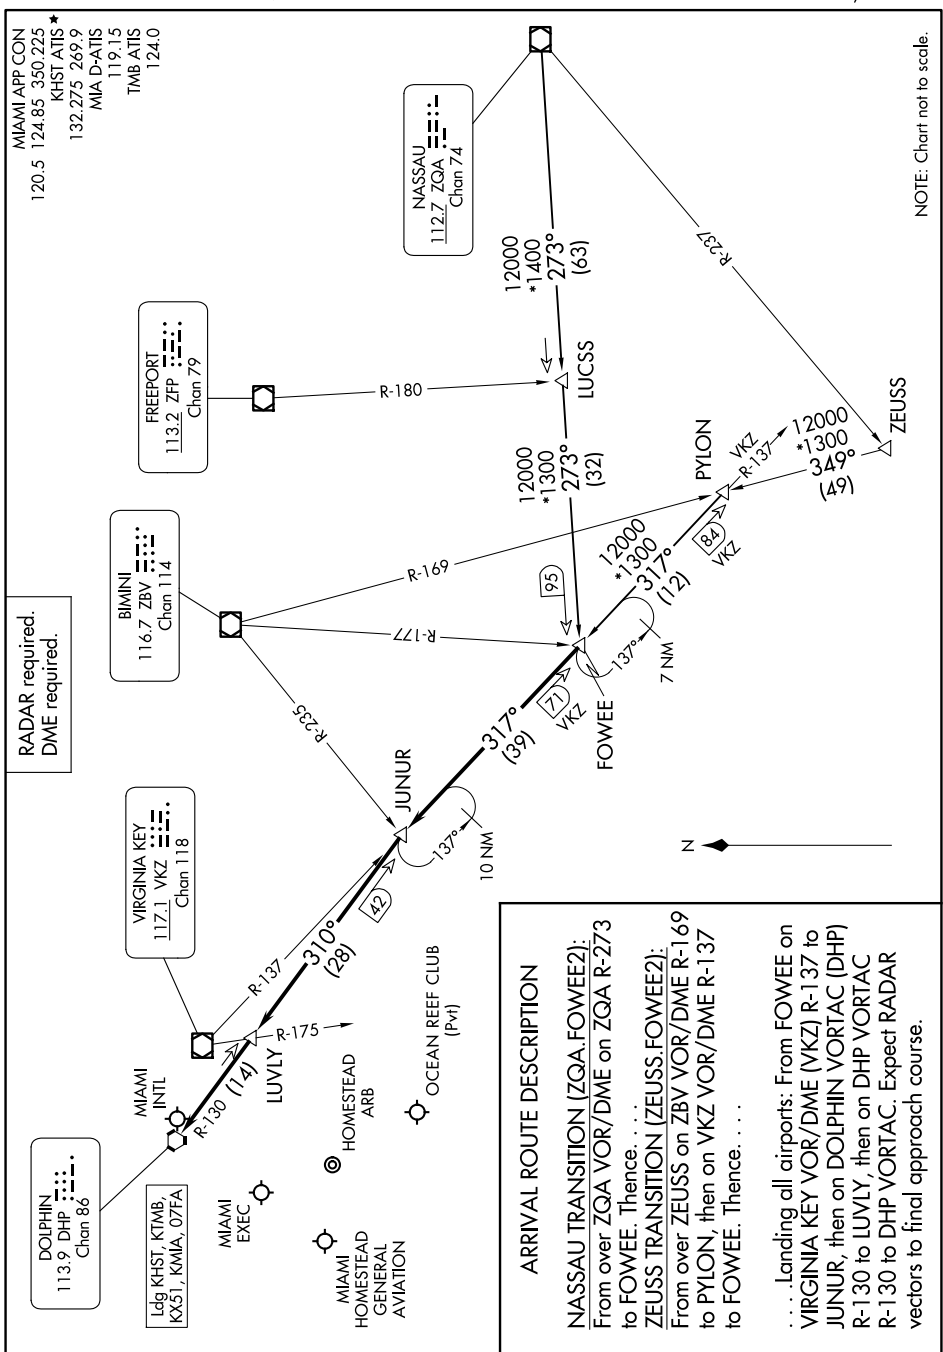 MIAMI APP CON
120.5 124.85 350.225
KHST ATIS ★
132.275 269.9
MIA D-ATIS
119.15
TMB ATIS
124.0
RADAR required.
DME required.
DOLPHIN
113.9 DHP
Chan 86
VIRGINIA KEY
117.1 VKZ
Chan 118
BIMINI
116.7 ZBV
Chan 114
FREEPORT
113.2 ZFP
Chan 79
NASSAU
112.7 ZQA
Chan 74
Ldg KHST, KTMB,
KX51, KMIA, 07FA
MIAMI
INTL
R-130
(14)
LUVLY
R-175
R-137
310°
(28)
42
JUNUR
137°
10 NM
R-235
317°
(39)
71
VKZ
FOWEE
137°
7 NM
R-177
R-169
95
12000
*1300
273°
(32)
R-180
LUCSS
12000
*1400
273°
(63)
R-237
12000
*1300
317°
(12)
84
VKZ
PYLON
VKZ
R-137
12000
*1300
349°
(49)
ZEUSS
MIAMI
EXEC
HOMESTEAD
ARB
OCEAN REEF CLUB
(Pvt)
MIAMI
HOMESTEAD
GENERAL
AVIATION
N
NOTE: Chart not to scale.
ARRIVAL ROUTE DESCRIPTION
NASSAU TRANSITION (ZQA.FOWEE2):
From over ZQA VOR/DME on ZQA R-273
to FOWEE. Thence. . . .
ZEUSS TRANSITION (ZEUSS.FOWEE2):
From over ZEUSS on ZBV VOR/DME R-169
to PYLON, then on VKZ VOR/DME R-137
to FOWEE. Thence. . . .
. . . .Landing all airports: From FOWEE on
VIRGINIA KEY VOR/DME (VKZ) R-137 to
JUNUR, then on DOLPHIN VORTAC (DHP)
R-130 to LUVLY, then on DHP VORTAC
R-130 to DHP VORTAC. Expect RADAR
vectors to final approach course.